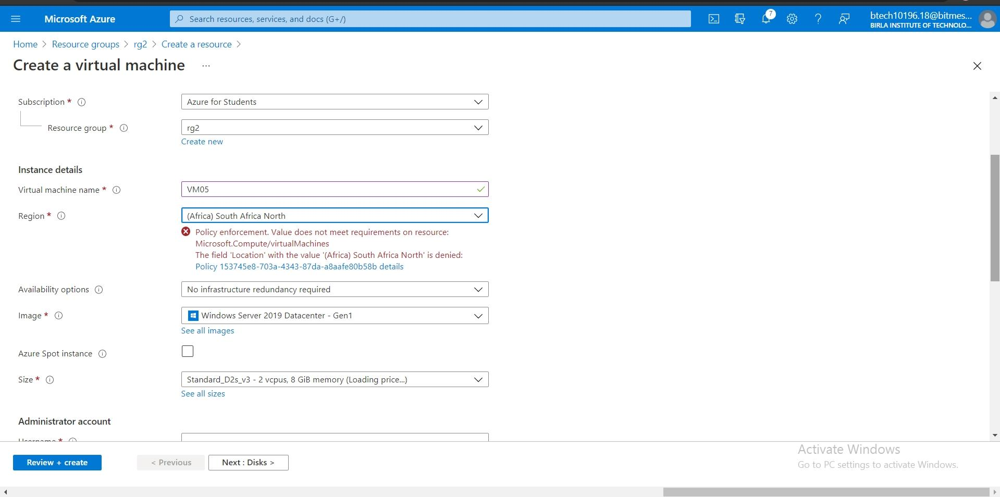 Microsoft Azure
Search resources, services, and docs (G+/)
7
btech10196.18@bitmes...
BIRLA INSTITUTE OF TECHNOLO...
Home > Resource groups > rg2 > Create a resource >
Create a virtual machine ...
Subscription *
Azure for Students
Resource group *
rg2
Create new
Instance details
Virtual machine name *
VM05
Region *
(Africa) South Africa North
Policy enforcement. Value does not meet requirements on resource:
Microsoft.Compute/virtualMachines
The field 'Location' with the value '(Africa) South Africa North' is denied:
Policy 153745e8-703a-4343-87da-a8aafe80b58b details
Availability options
No infrastructure redundancy required
Image *
Windows Server 2019 Datacenter - Gen1
See all images
Azure Spot instance
Size *
Standard_D2s_v3 - 2 vcpus, 8 GiB memory (Loading price...)
See all sizes
Administrator account
Username *
Review + create
< Previous
Next : Disks >
Activate Windows
Go to PC settings to activate Windows.